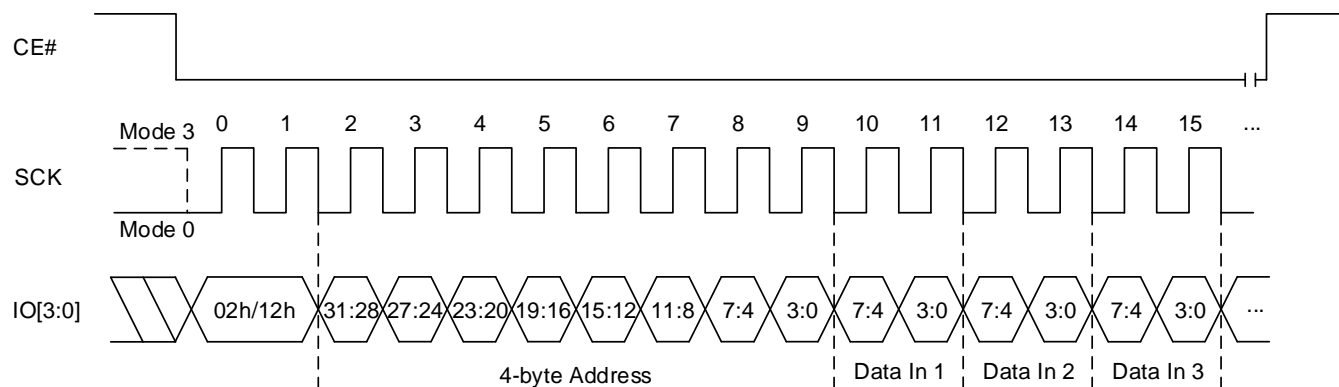 CE#
Mode 3
0 1 2 3 4 5 6 7 8 9 10 11 12 13 14 15 ...
SCK
Mode 0
IO[3:0]
02h/12h 31:28 27:24 23:20 19:16 15:12 11:8 7:4 3:0 7:4 3:0 7:4 3:0 7:4 3:0 ...
4-byte Address Data In 1 Data In 2 Data In 3